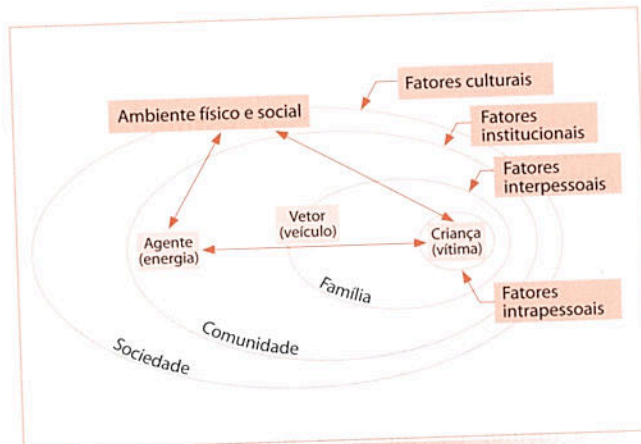 Fatores culturais
Ambiente físico e social
Fatores
institucionais
Fatores
interpessoais
Vetor
(veículo)
Agente
(energia)
Criança
(vítima)
Família
Fatores
intrapessoais
Comunidade
Sociedade